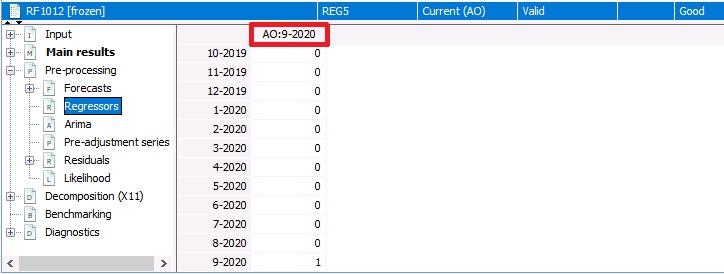 RF1012 [frozen] REG5 Current (AO) Valid Good
I Input AO:9-2020
M Main results 10-2019 0
P Pre-processing 11-2019 0
F Forecasts 12-2019 0
R Regressors 1-2020 0
A Arima 2-2020 0
P Pre-adjustment series 3-2020 0
R Residuals 4-2020 0
L Likelihood 5-2020 0
D Decomposition (X11) 6-2020 0
B Benchmarking 7-2020 0
D Diagnostics 8-2020 0
9-2020 1